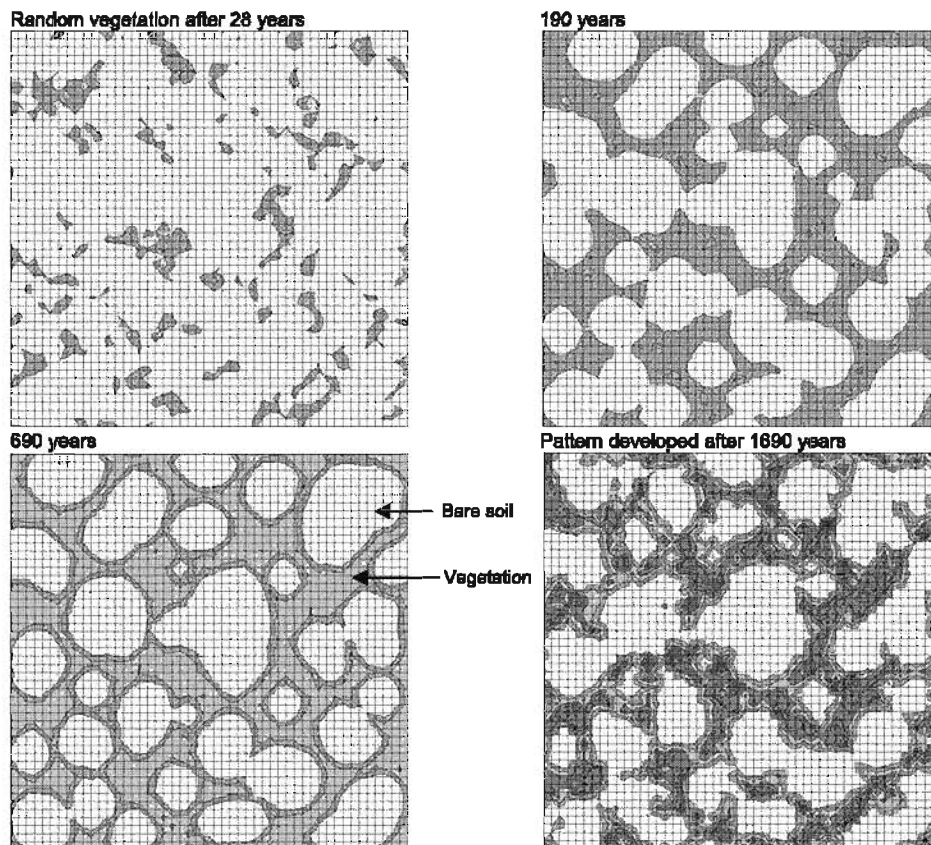 Random vegetation after 28 years
190 years
690 years
Pattern developed after 1690 years
Bare soil
Vegetation